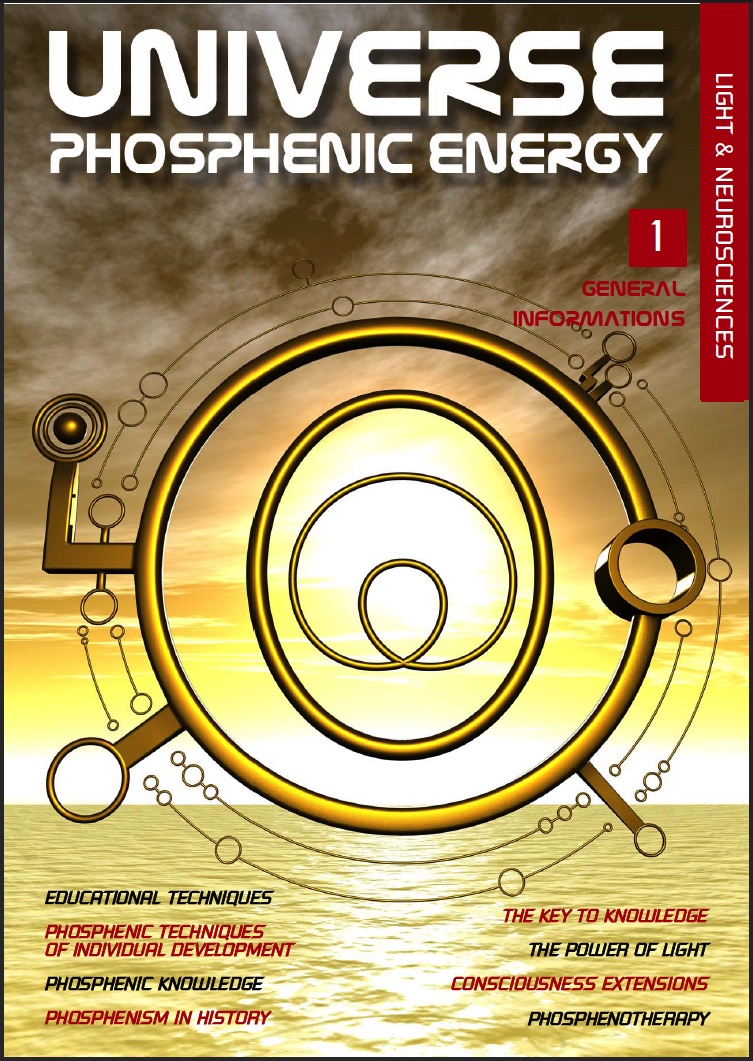 UNIVERSE
PHOSPHENIC ENERGY
LIGHT & NEUROSCIENCES
1
GENERAL
INFORMATIONS
EDUCATIONAL TECHNIQUES
PHOSPHENIC TECHNIQUES
OF INDIVIDUAL DEVELOPMENT
PHOSPHENIC KNOWLEDGE
PHOSPHENISM IN HISTORY
THE KEY TO KNOWLEDGE
THE POWER OF LIGHT
CONSCIOUSNESS EXTENSIONS
PHOSPHENOTHERAPY